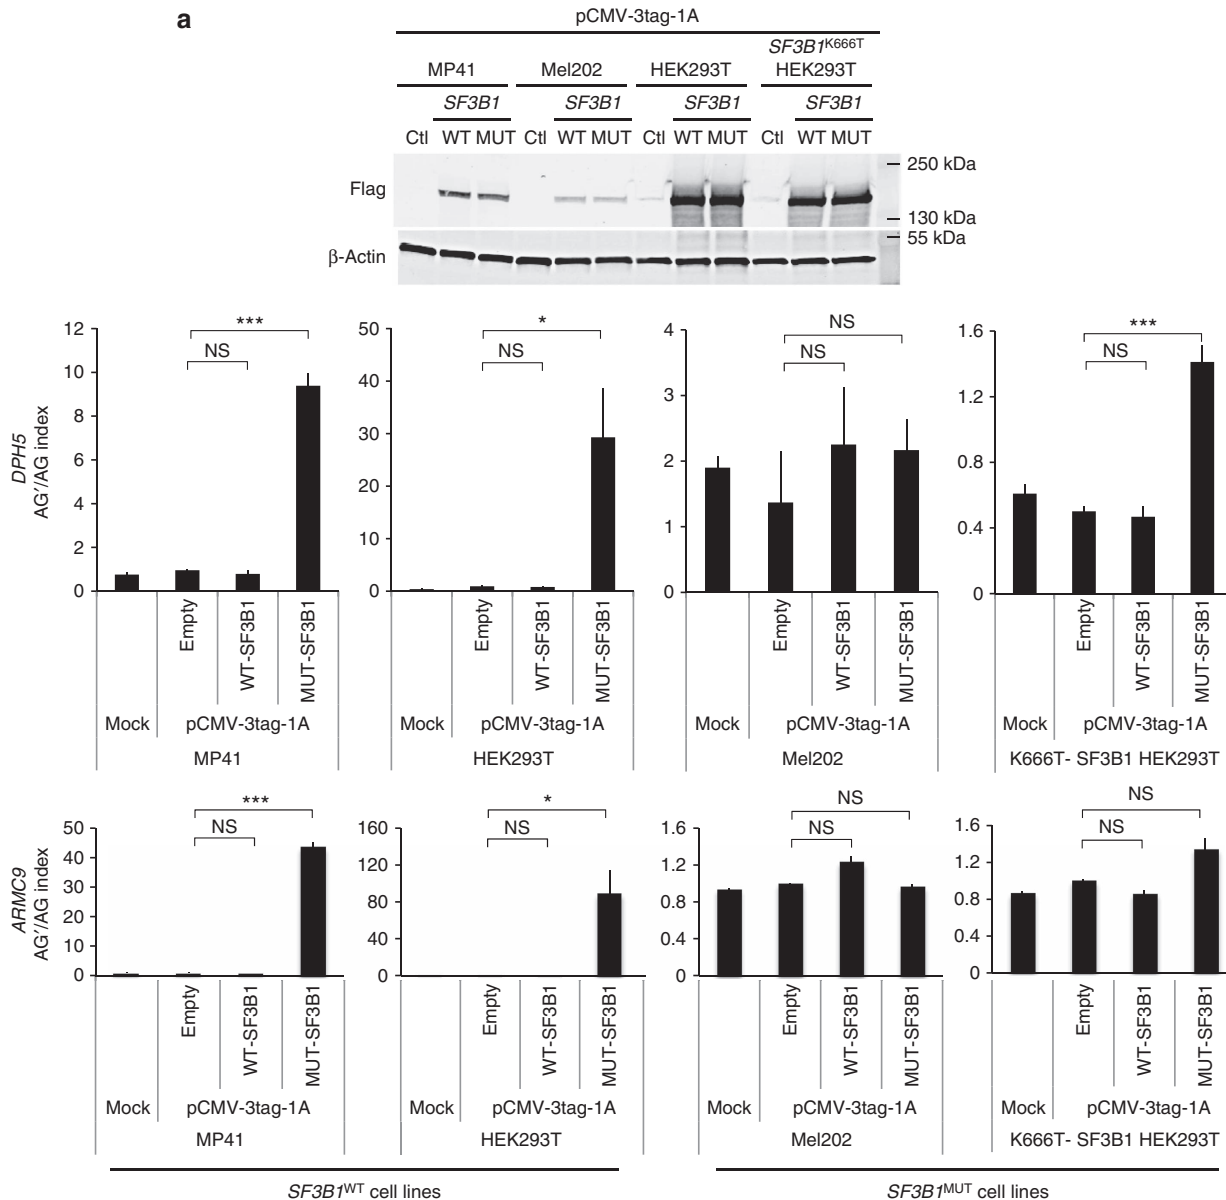 a
pCMV-3tag-1A
SF3B1K666T
MP41 Mel202 HEK293T HEK293T
SF3B1 SF3B1 SF3B1 SF3B1
Ctl WT MUT Ctl WT MUT Ctl WT MUT Ctl WT MUT
250 kDa
Flag
130 kDa
55 kDa
β-Actin
DPH5
AG′/AG index
12
10
8
6
4
2
0
***
NS
Empty
WT-SF3B1
MUT-SF3B1
Mock pCMV-3tag-1A
MP41
50
40
30
20
10
0
*
NS
Empty
WT-SF3B1
MUT-SF3B1
Mock pCMV-3tag-1A
HEK293T
4
3
2
1
0
NS
NS
Empty
WT-SF3B1
MUT-SF3B1
Mock pCMV-3tag-1A
Mel202
1.6
1.2
0.8
0.4
0
***
NS
Empty
WT-SF3B1
MUT-SF3B1
Mock pCMV-3tag-1A
K666T- SF3B1 HEK293T
ARMC9
AG′/AG index
50
40
30
20
10
0
***
NS
Empty
WT-SF3B1
MUT-SF3B1
Mock pCMV-3tag-1A
MP41
160
120
80
40
0
*
NS
Empty
WT-SF3B1
MUT-SF3B1
Mock pCMV-3tag-1A
HEK293T
1.6
1.2
0.8
0.4
0
NS
NS
Empty
WT-SF3B1
MUT-SF3B1
Mock pCMV-3tag-1A
Mel202
1.6
1.2
0.8
0.4
0
NS
NS
Empty
WT-SF3B1
MUT-SF3B1
Mock pCMV-3tag-1A
K666T- SF3B1 HEK293T
SF3B1WT cell lines
SF3B1MUT cell lines